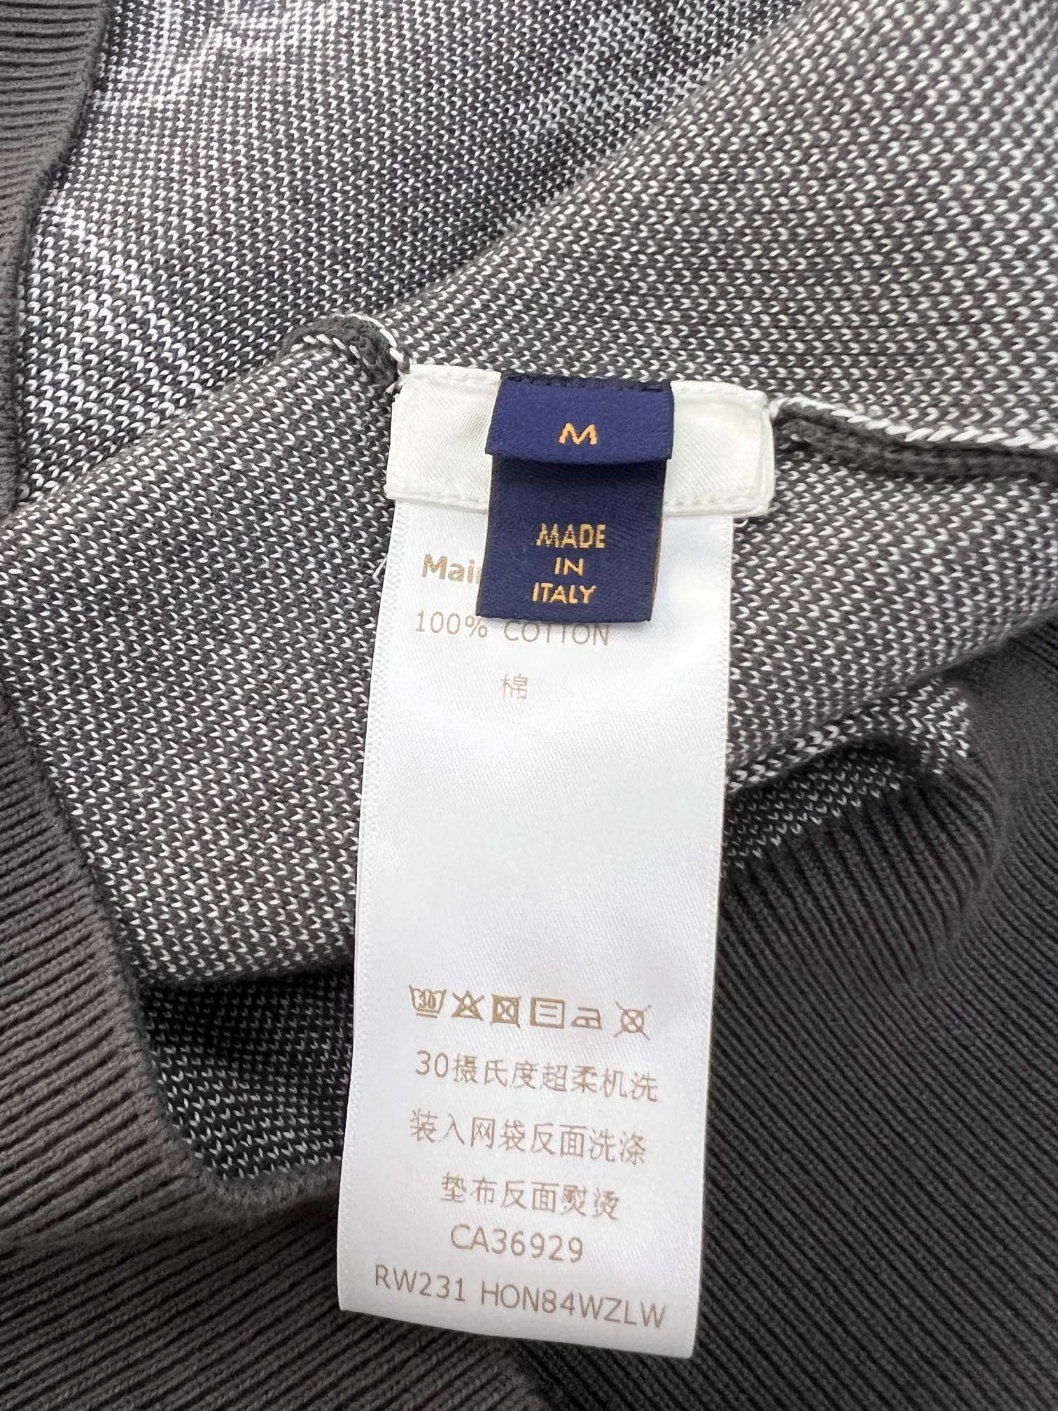 M
MADE
IN
ITALY
100% COTTON
棉
30
30摄氏度超柔机洗
装入网袋反面洗涤
垫布反面熨烫
CA36929
RW231 HON84WZLW